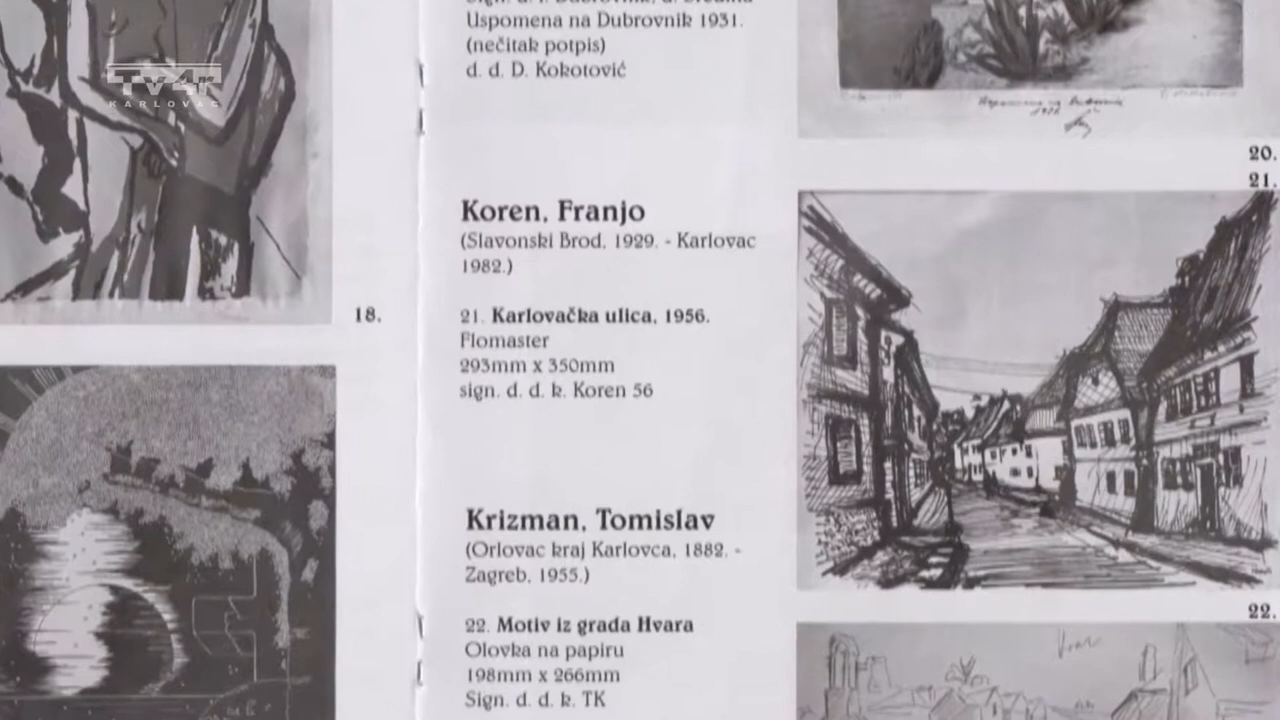 TV4R
KARLOVAC
Uspomena na Dubrovnik 1931.
(nečitak potpis)
d. d. D. Kokotović
20.
21.
Koren, Franjo
(Slavonski Brod, 1929. - Karlovac
1982.)
18.
21. Karlovačka ulica, 1956.
Flomaster
293mm x 350mm
sign. d. d. k. Koren 56
Krizman, Tomislav
(Orlovac kraj Karlovca, 1882. -
Zagreb, 1955.)
22.
22. Motiv iz grada Hvara
Olovka na papiru
198mm x 266mm
Sign. d. d. k. TK